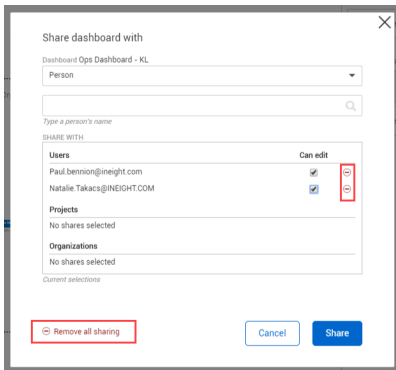 Share dashboard with
Dashboard Ops Dashboard - KL
Person
Type a person's name
SHARE WITH
Users Can edit
Paul.bennion@ineight.com
Natalie.Takacs@INEIGHT.COM
Projects
No shares selected
Organizations
No shares selected
Current selections
Remove all sharing
Cancel
Share